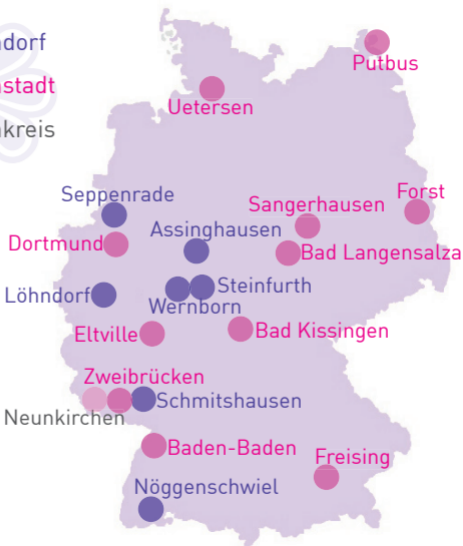 ndorf
Putbus
nstadt
Uetersen
nkreis
Seppenrade
Forst
Sangerhausen
Assinghausen
Dortmund
Bad Langensalza
Löhndorf
Steinfurth
Wernborn
Eltville
Bad Kissingen
Zweibrücken
Schmitshausen
Neunkirchen
Baden-Baden
Freising
Nöggenschwiel